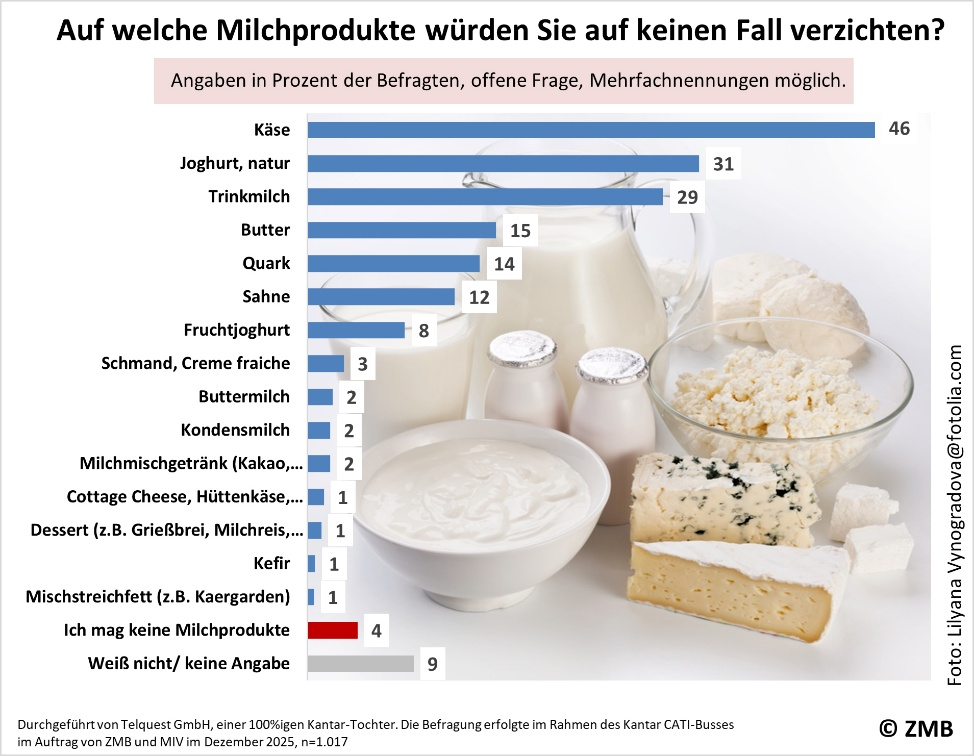 Auf welche Milchprodukte würden Sie auf keinen Fall verzichten?
Angaben in Prozent der Befragten, offene Frage, Mehrfachnennungen möglich.
Käse 46
Joghurt, natur 31
Trinkmilch 29
Butter 15
Quark 14
Sahne 12
Fruchtjoghurt 8
Schmand, Creme fraiche 3
Buttermilch 2
Kondensmilch 2
Milchmischgetränk (Kakao,... 2
Cottage Cheese, Hüttenkäse,... 1
Dessert (z.B. Grießbrei, Milchreis,... 1
Kefir 1
Mischstreichfett (z.B. Kaergarden) 1
Ich mag keine Milchprodukte 4
Weiß nicht/ keine Angabe 9
Foto: Lilyana Vynogradova@fotolia.com
Durchgeführt von Telquest GmbH, einer 100%igen Kantar-Tochter. Die Befragung erfolgte im Rahmen des Kantar CATI-Busses
im Auftrag von ZMB und MIV im Dezember 2025, n=1.017
© ZMB